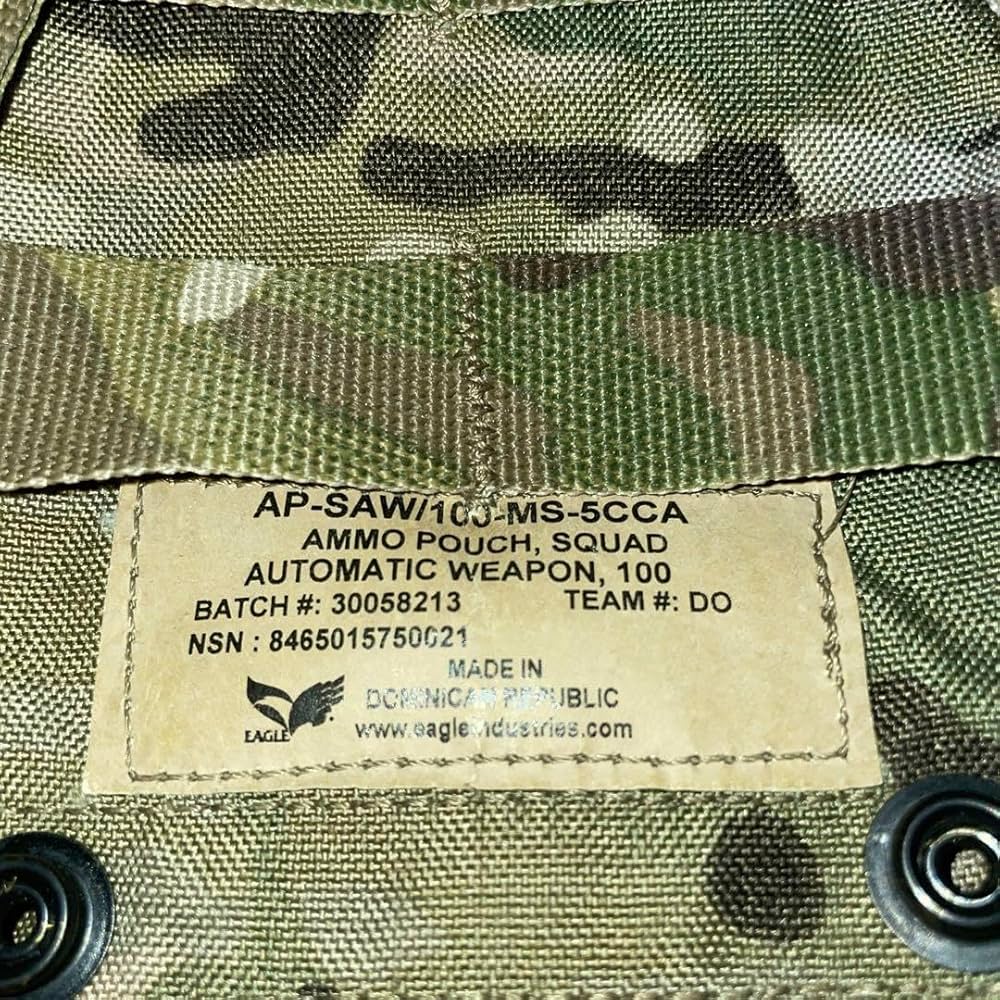 AP-SAW/100-MS-5CCA
AMMO POUCH, SQUAD
AUTOMATIC WEAPON, 100
BATCH #: 30058213 TEAM #: DO
NSN : 8465015750021
MADE IN
DOMINICAN REPUBLIC
EAGLE www.eagleindustries.com